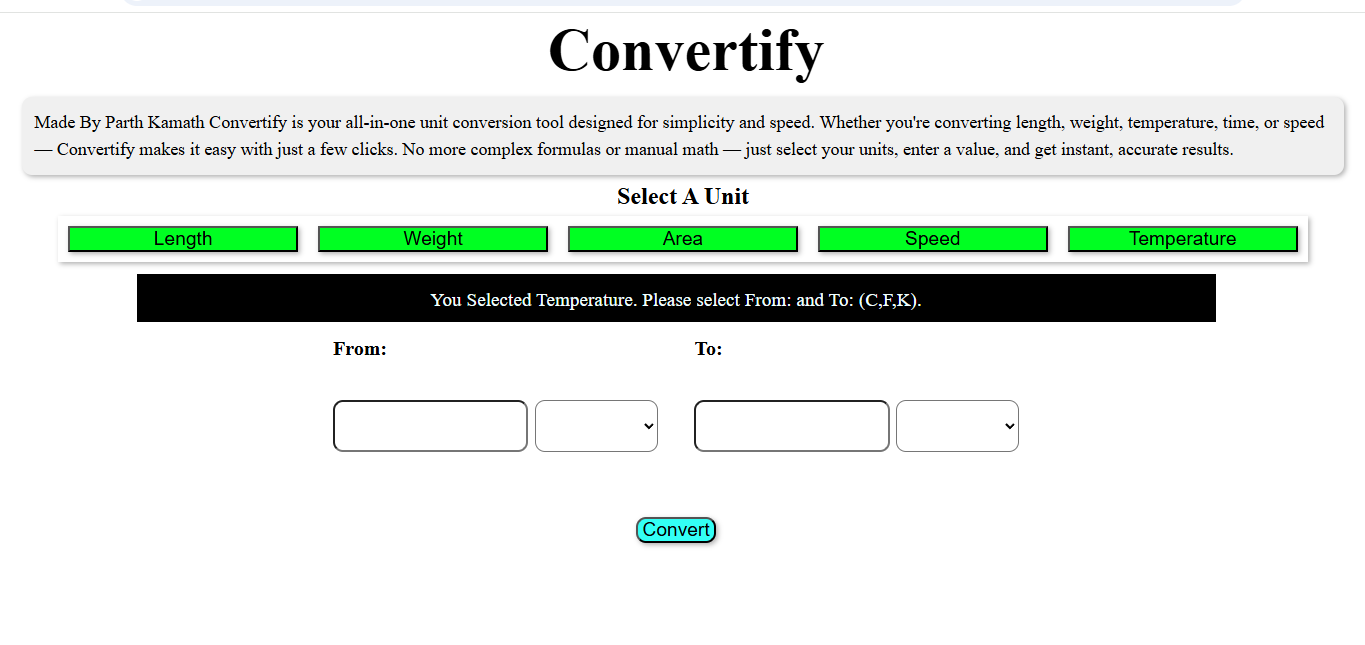 Convertify
Made By Parth Kamath Convertify is your all-in-one unit conversion tool designed for simplicity and speed. Whether you're converting length, weight, temperature, time, or speed
— Convertify makes it easy with just a few clicks. No more complex formulas or manual math — just select your units, enter a value, and get instant, accurate results.
Select A Unit
Length Weight Area Speed Temperature
You Selected Temperature. Please select From: and To: (C,F,K).
From: To:
Convert